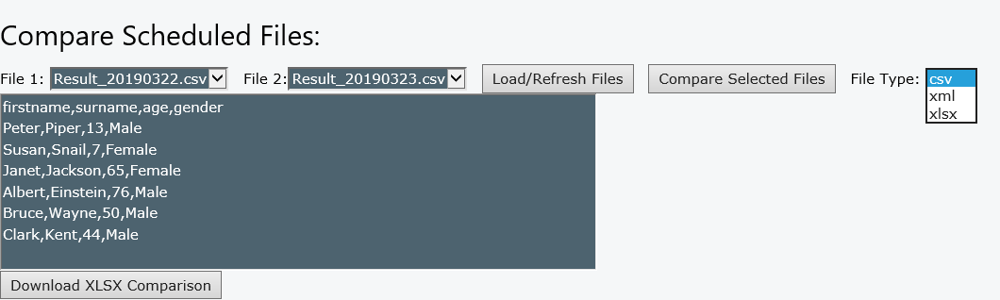 Compare Scheduled Files:
File 1: Result_20190322.csv File 2: Result_20190323.csv Load/Refresh Files Compare Selected Files File Type: csv
xml
xlsx
firstname,surname,age,gender
Peter,Piper,13,Male
Susan,Snail,7,Female
Janet,Jackson,65,Female
Albert,Einstein,76,Male
Bruce,Wayne,50,Male
Clark,Kent,44,Male
Download XLSX Comparison